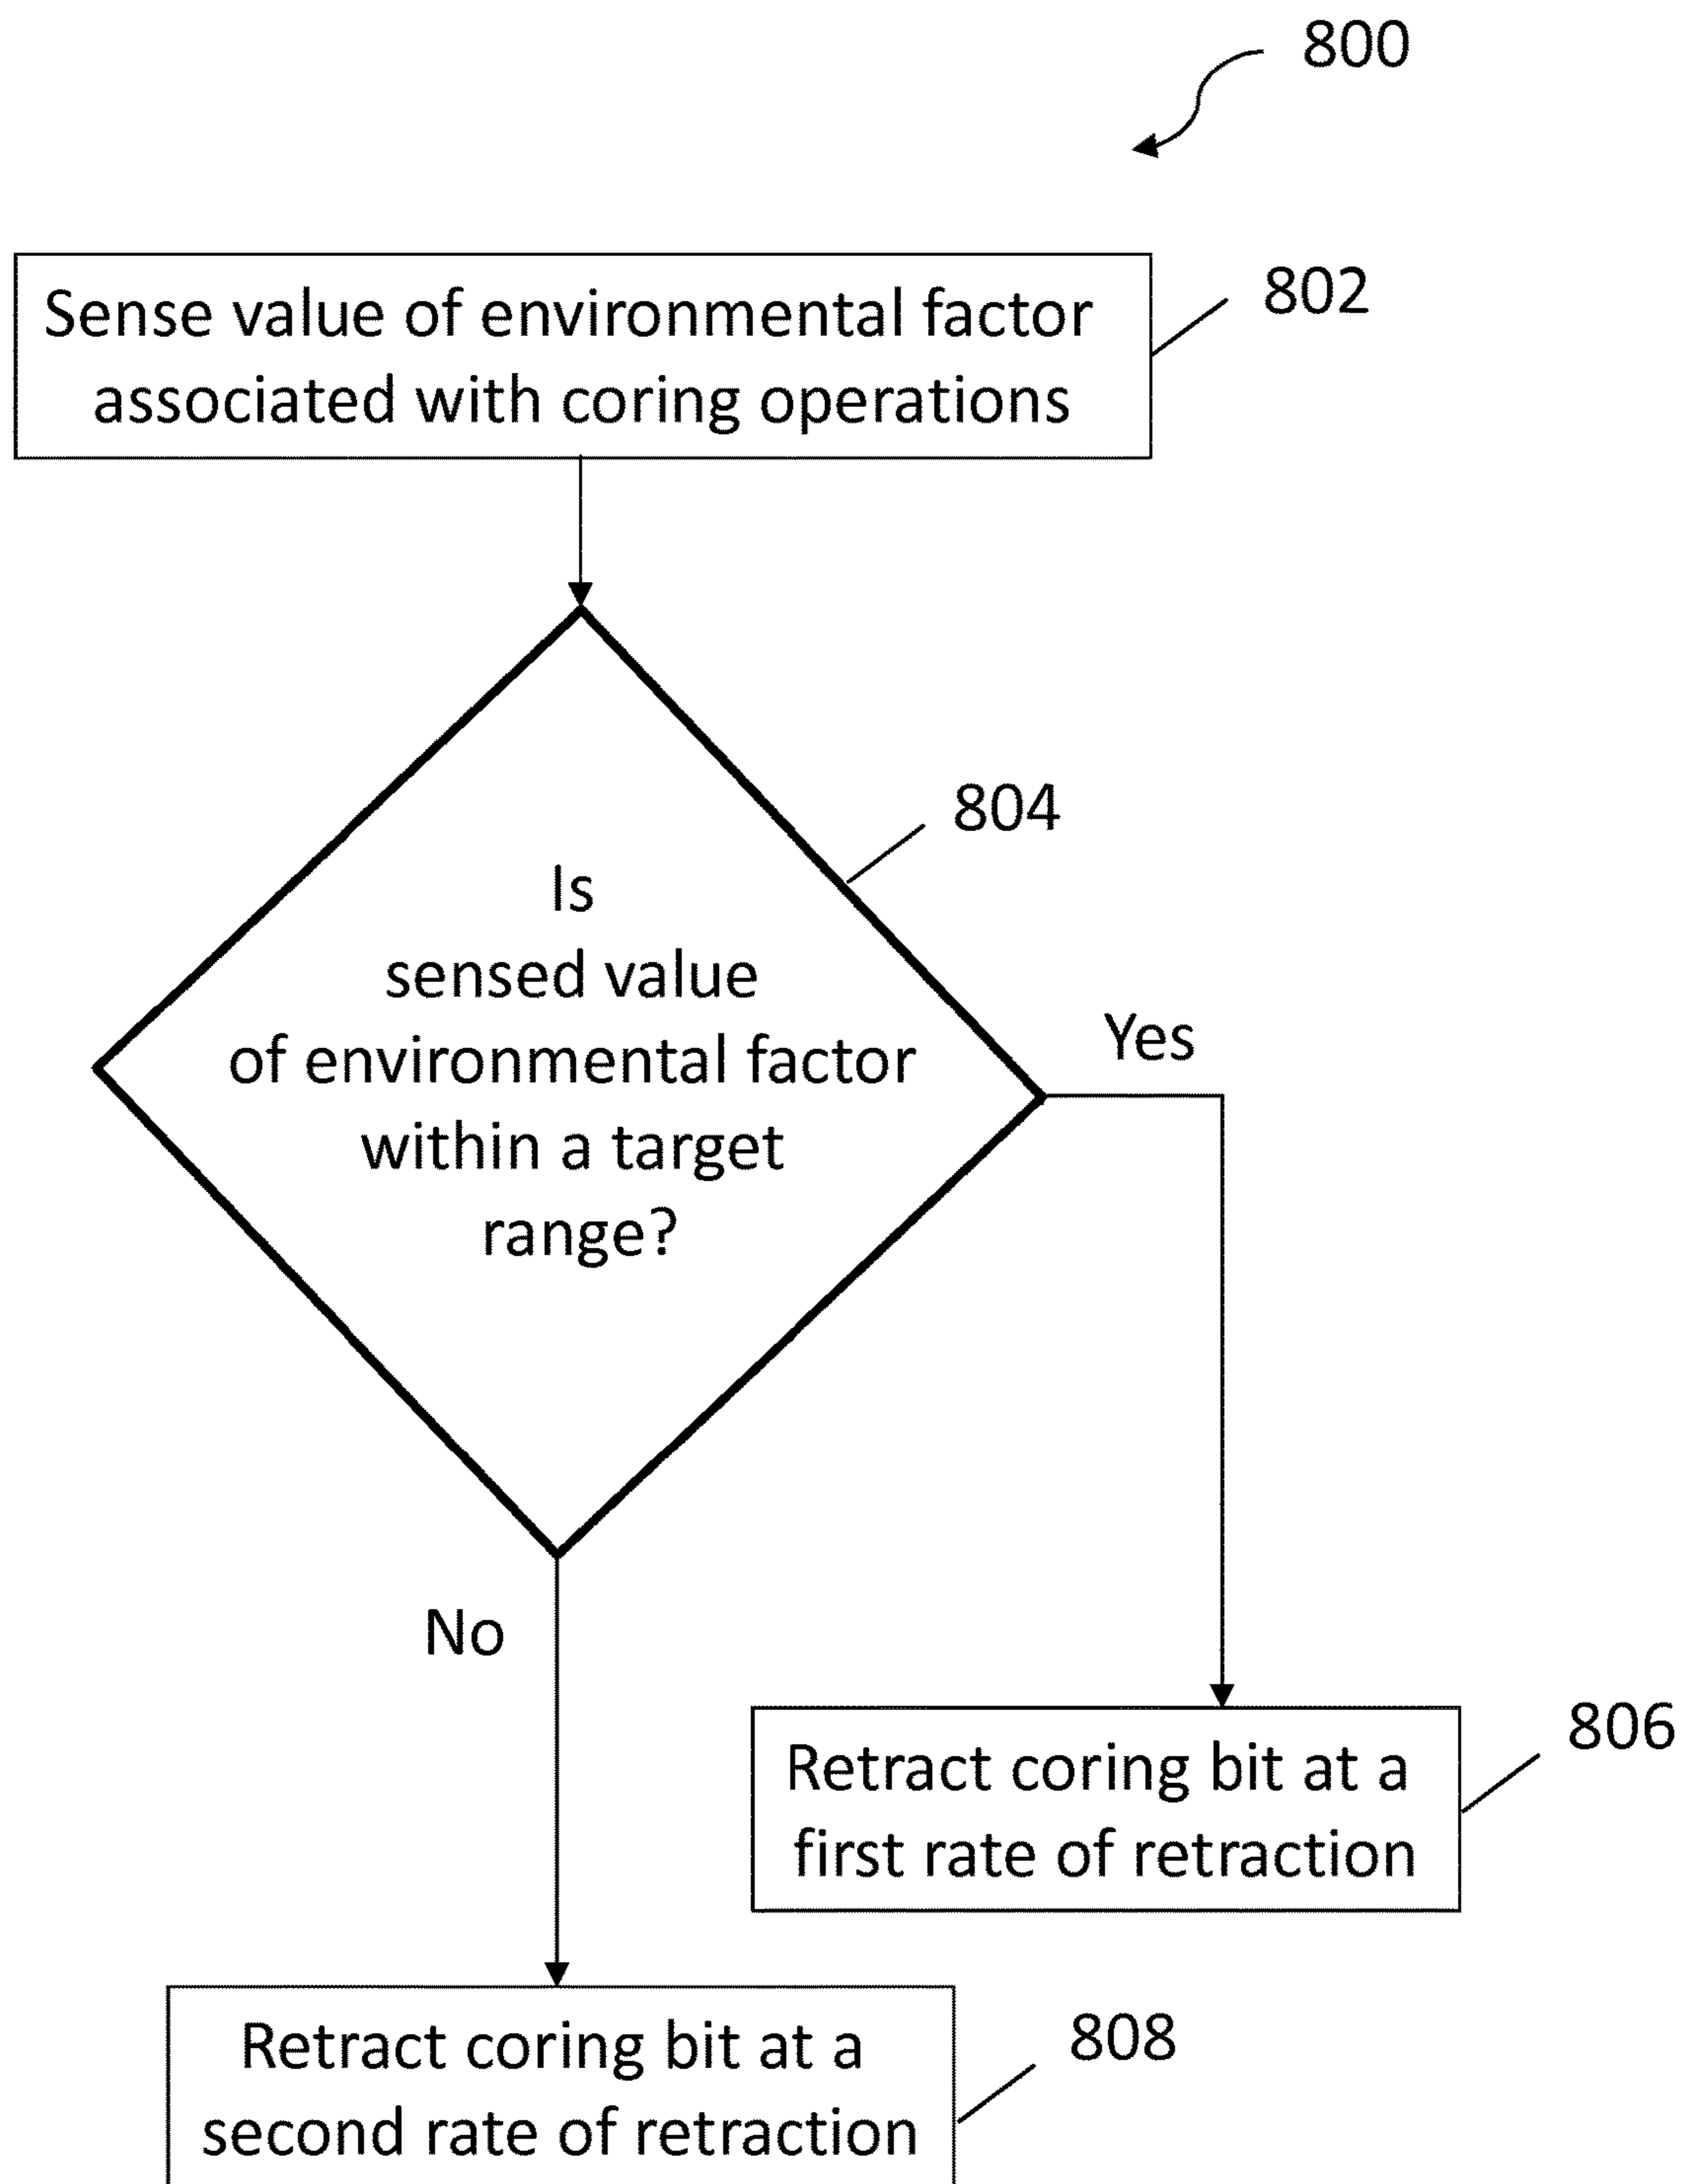 800
Sense value of environmental factor
associated with coring operations
802
804
Is
sensed value
of environmental factor
within a target
range?
Yes
No
Retract coring bit at a
first rate of retraction
806
Retract coring bit at a
second rate of retraction
808